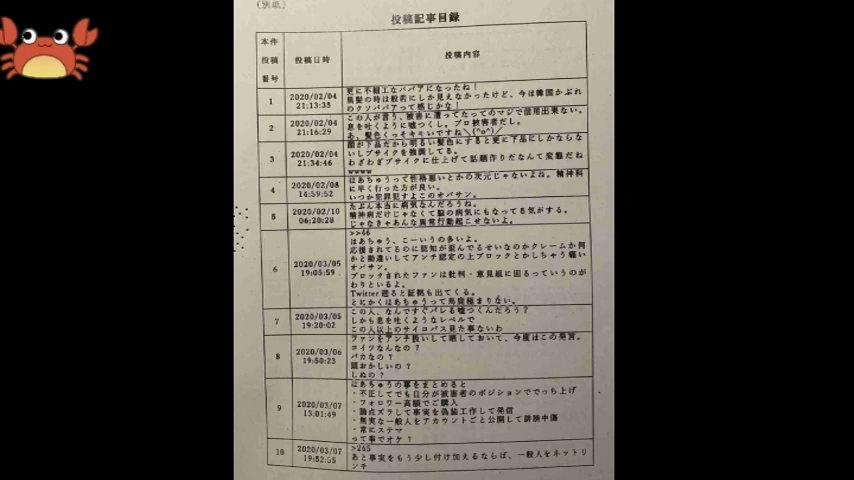 (別紙)
投稿記事目録
本件投稿番号 投稿日時 投稿内容
1 2020/02/04 21:13:35
更に不細工なババアになったね!
馬髪の時は般若にしか見えなかったけど、今は韓国かぶれ
のクソババアって感じかな!
2 2020/02/04 21:16:29
この人が言う、被害に遭ってたってのマジで信用出来ない。
息を吐くように嘘つくし。プロ被害者だし。
あ、髪色くっそキモいですね＼(^o^)／
3 2020/02/04 21:34:46
顔が下品だから明るい髪色にすると更に下品にしかならな
いしブサイクを強調してる。
わざわざブサイクに仕上げて話題作りだなんて変態だね
wwww
4 2020/02/08 14:59:52
はあちゅうって性格悪いとかの次元じゃないよね。精神科
に早く行った方が良い。
いつか犯罪犯すよこのオバサン。
5 2020/02/10 06:20:28
たぶん本当に病気なんだろうね。
精神病だけじゃなくて脳の病気にもなってる気がする。
じゃなきゃあんな異常行動起こせないよ。
6 2020/03/05 19:05:59
>>46
はあちゅう、こーいうの多いよ。
応援されてるのに認知が歪んでるせいなのかクレームか何
かと勘違いしてアンチ認定の上ブロックとかしちゃう痛い
オバサン。
ブロックされたファンは批判・意見組に回るっていうのが
わりといるよ。
Twitter遡ると証拠も出てくる。
とにかくはあちゅうって馬鹿極まりない。
7 2020/03/05 19:20:02
この人、なんですぐバレる嘘つくんだろう?
しかも息を吐くようなレベルで
この人以上のサイコパス見た事ないわ
8 2020/03/06 19:50:23
ファンをアンチ扱いして晒しておいて、今度はこの発言。
コイツなんなの?
バカなの?
頭おかしいの?
しぬの?
9 2020/03/07 13:01:49
はあちゅうの事をまとめると
・不正してでも自分が被害者のポジションででっち上げ
・フォロワー高額でご購入
・論点ズラして事実を偽装工作して発信
・無実な一般人をアカウントごと公開して誹謗中傷
・常にステマ
って事でオケ?
10 2020/03/07 19:52:55
>265
あと事実をもう少し付け加えるならば、一般人をネットリ
ンチ